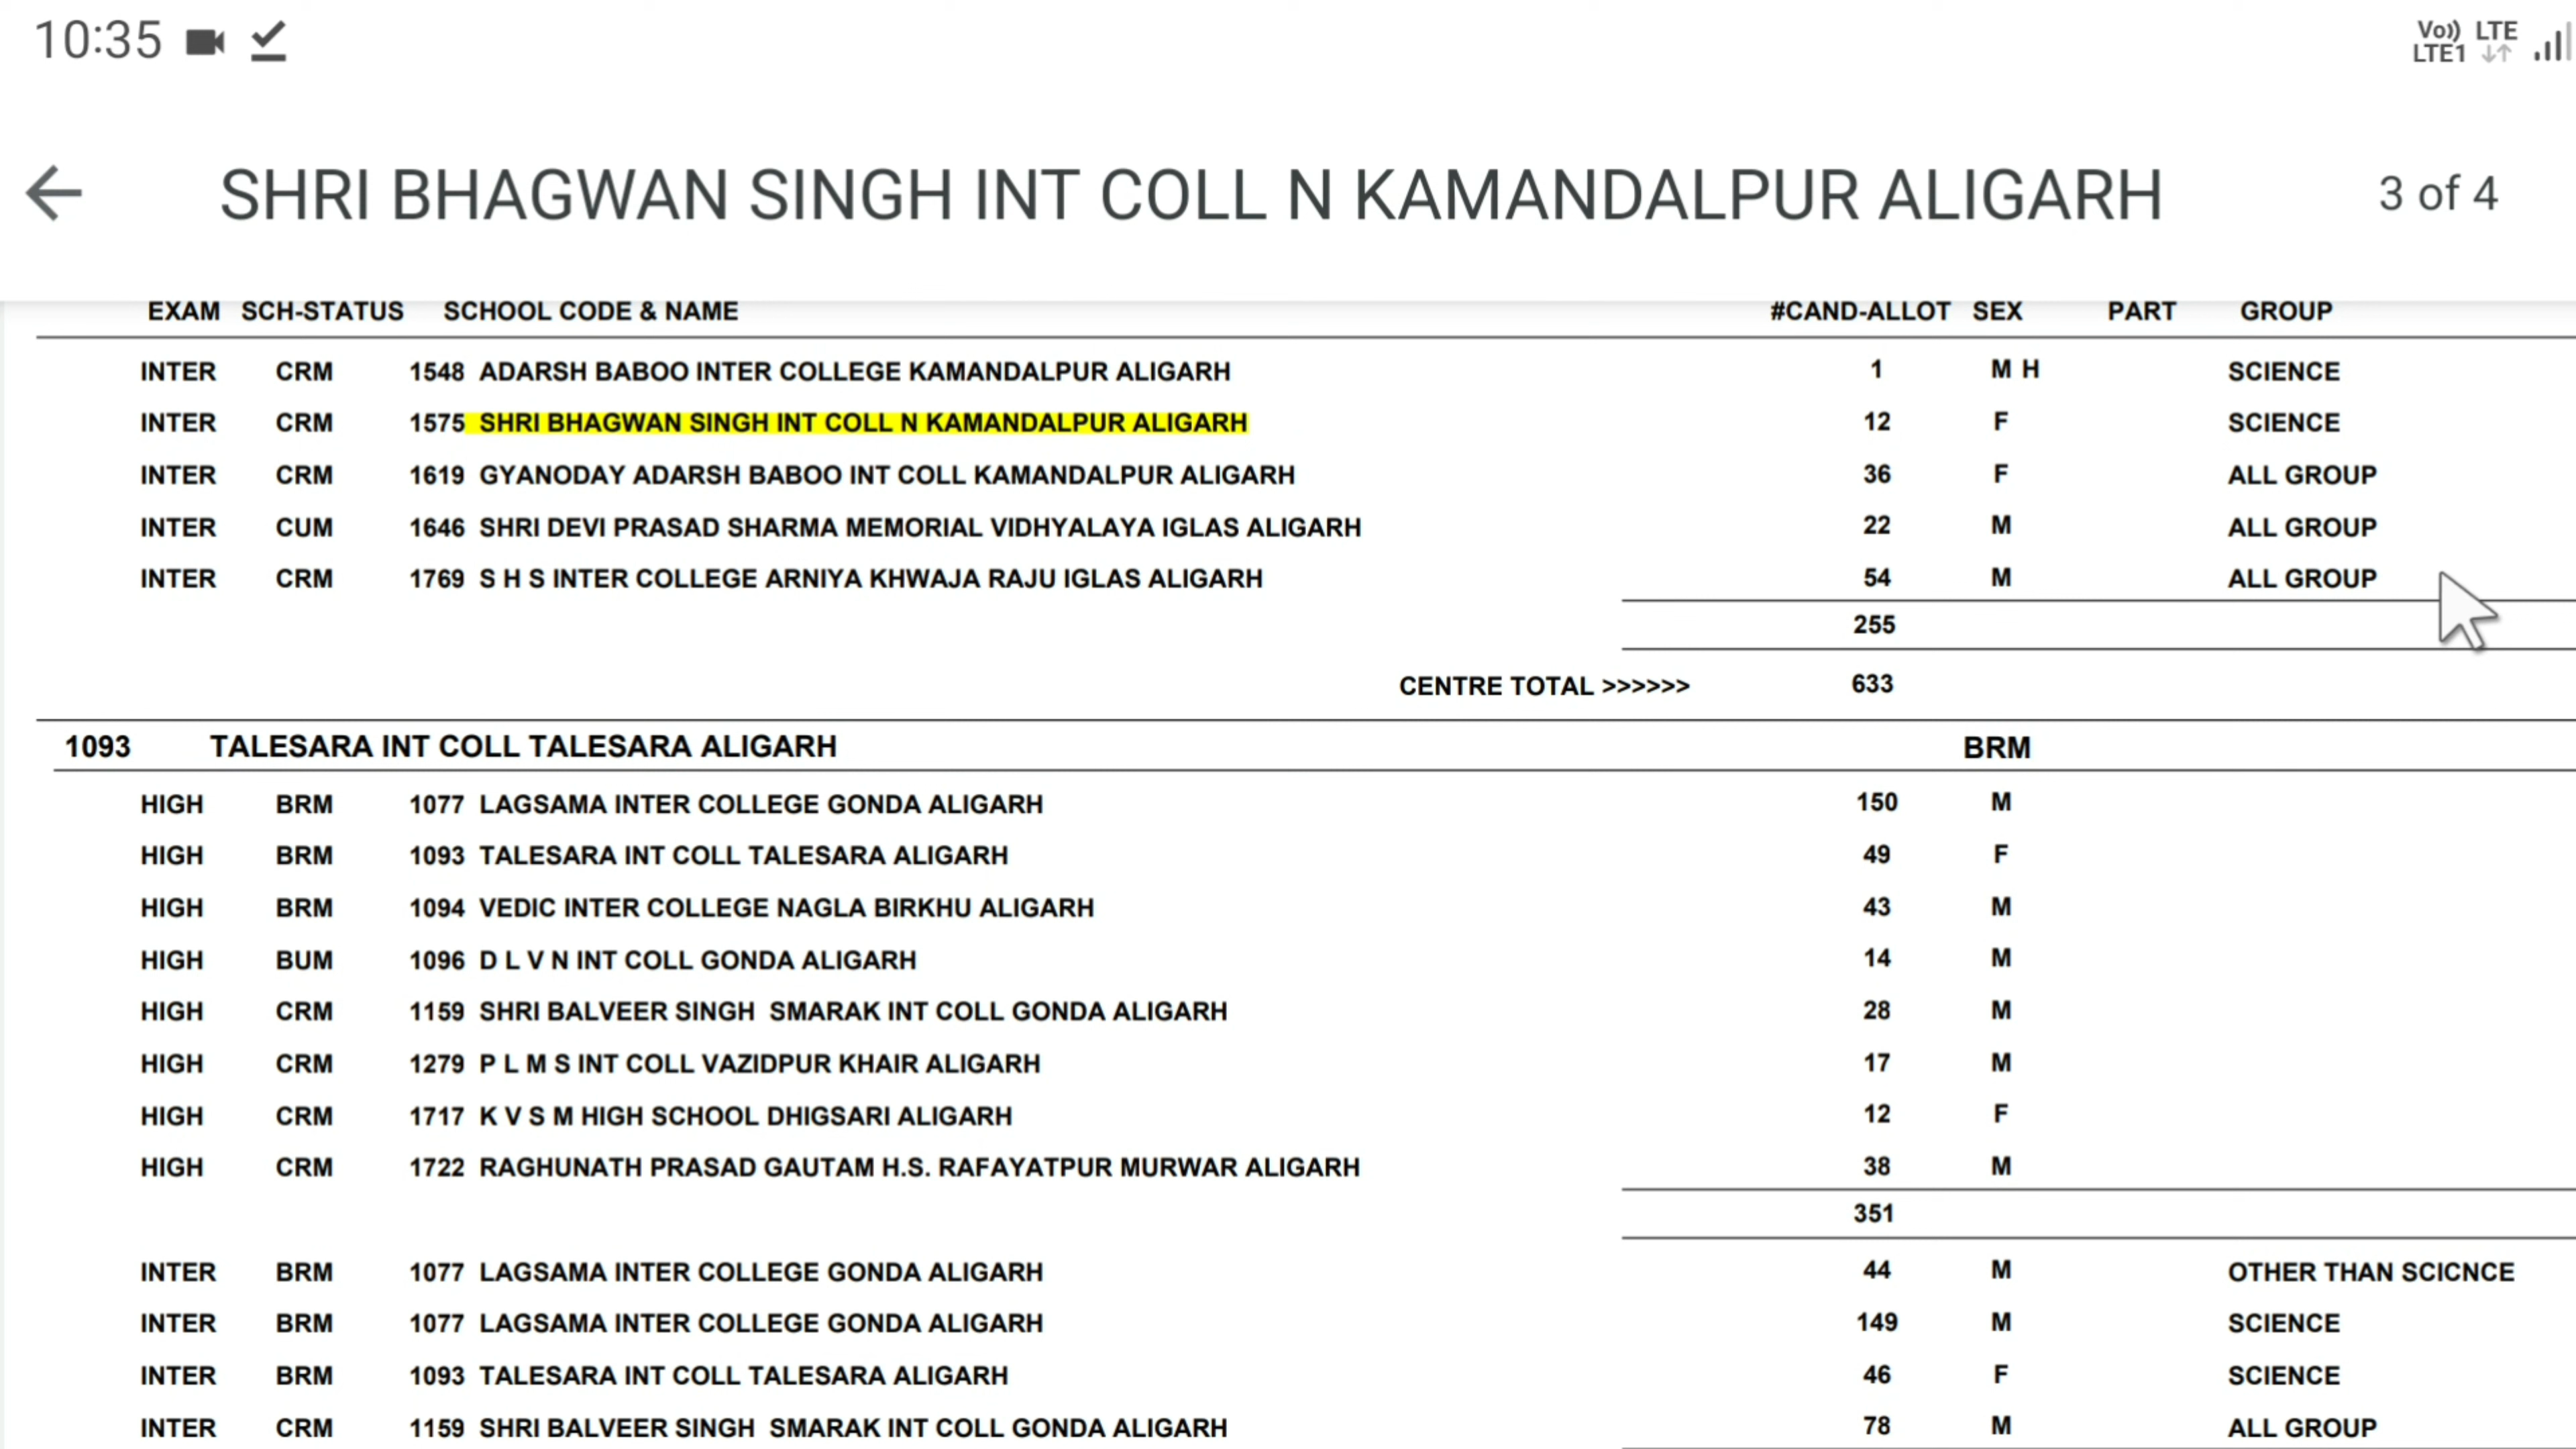 10:35 Vo)) LTE1 LTE
SHRI BHAGWAN SINGH INT COLL N KAMANDALPUR ALIGARH 3 of 4
EXAM SCH-STATUS SCHOOL CODE & NAME #CAND-ALLOT SEX PART GROUP
INTER CRM 1548 ADARSH BABOO INTER COLLEGE KAMANDALPUR ALIGARH 1 M H SCIENCE
INTER CRM 1575 SHRI BHAGWAN SINGH INT COLL N KAMANDALPUR ALIGARH 12 F SCIENCE
INTER CRM 1619 GYANODAY ADARSH BABOO INT COLL KAMANDALPUR ALIGARH 36 F ALL GROUP
INTER CUM 1646 SHRI DEVI PRASAD SHARMA MEMORIAL VIDHYALAYA IGLAS ALIGARH 22 M ALL GROUP
INTER CRM 1769 S H S INTER COLLEGE ARNIYA KHWAJA RAJU IGLAS ALIGARH 54 M ALL GROUP
255
CENTRE TOTAL >>>>>> 633
1093 TALESARA INT COLL TALESARA ALIGARH BRM
HIGH BRM 1077 LAGSAMA INTER COLLEGE GONDA ALIGARH 150 M
HIGH BRM 1093 TALESARA INT COLL TALESARA ALIGARH 49 F
HIGH BRM 1094 VEDIC INTER COLLEGE NAGLA BIRKHU ALIGARH 43 M
HIGH BUM 1096 D L V N INT COLL GONDA ALIGARH 14 M
HIGH CRM 1159 SHRI BALVEER SINGH SMARAK INT COLL GONDA ALIGARH 28 M
HIGH CRM 1279 P L M S INT COLL VAZIDPUR KHAIR ALIGARH 17 M
HIGH CRM 1717 K V S M HIGH SCHOOL DHIGSARI ALIGARH 12 F
HIGH CRM 1722 RAGHUNATH PRASAD GAUTAM H.S. RAFAYATPUR MURWAR ALIGARH 38 M
351
INTER BRM 1077 LAGSAMA INTER COLLEGE GONDA ALIGARH 44 M OTHER THAN SCICNCE
INTER BRM 1077 LAGSAMA INTER COLLEGE GONDA ALIGARH 149 M SCIENCE
INTER BRM 1093 TALESARA INT COLL TALESARA ALIGARH 46 F SCIENCE
INTER CRM 1159 SHRI BALVEER SINGH SMARAK INT COLL GONDA ALIGARH 78 M ALL GROUP